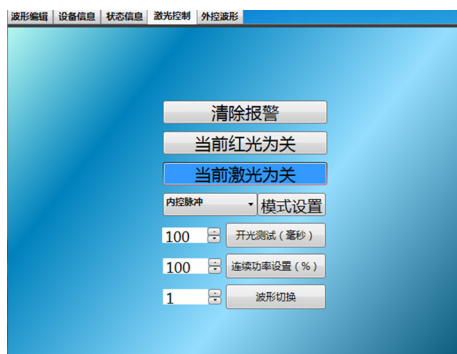 波形编辑 设备信息 状态信息 激光控制 外控波形
清除报警
当前红光为关
当前激光为关
内控脉冲 模式设置
100 开光测试（毫秒）
100 连续功率设置（%）
1 波形切换